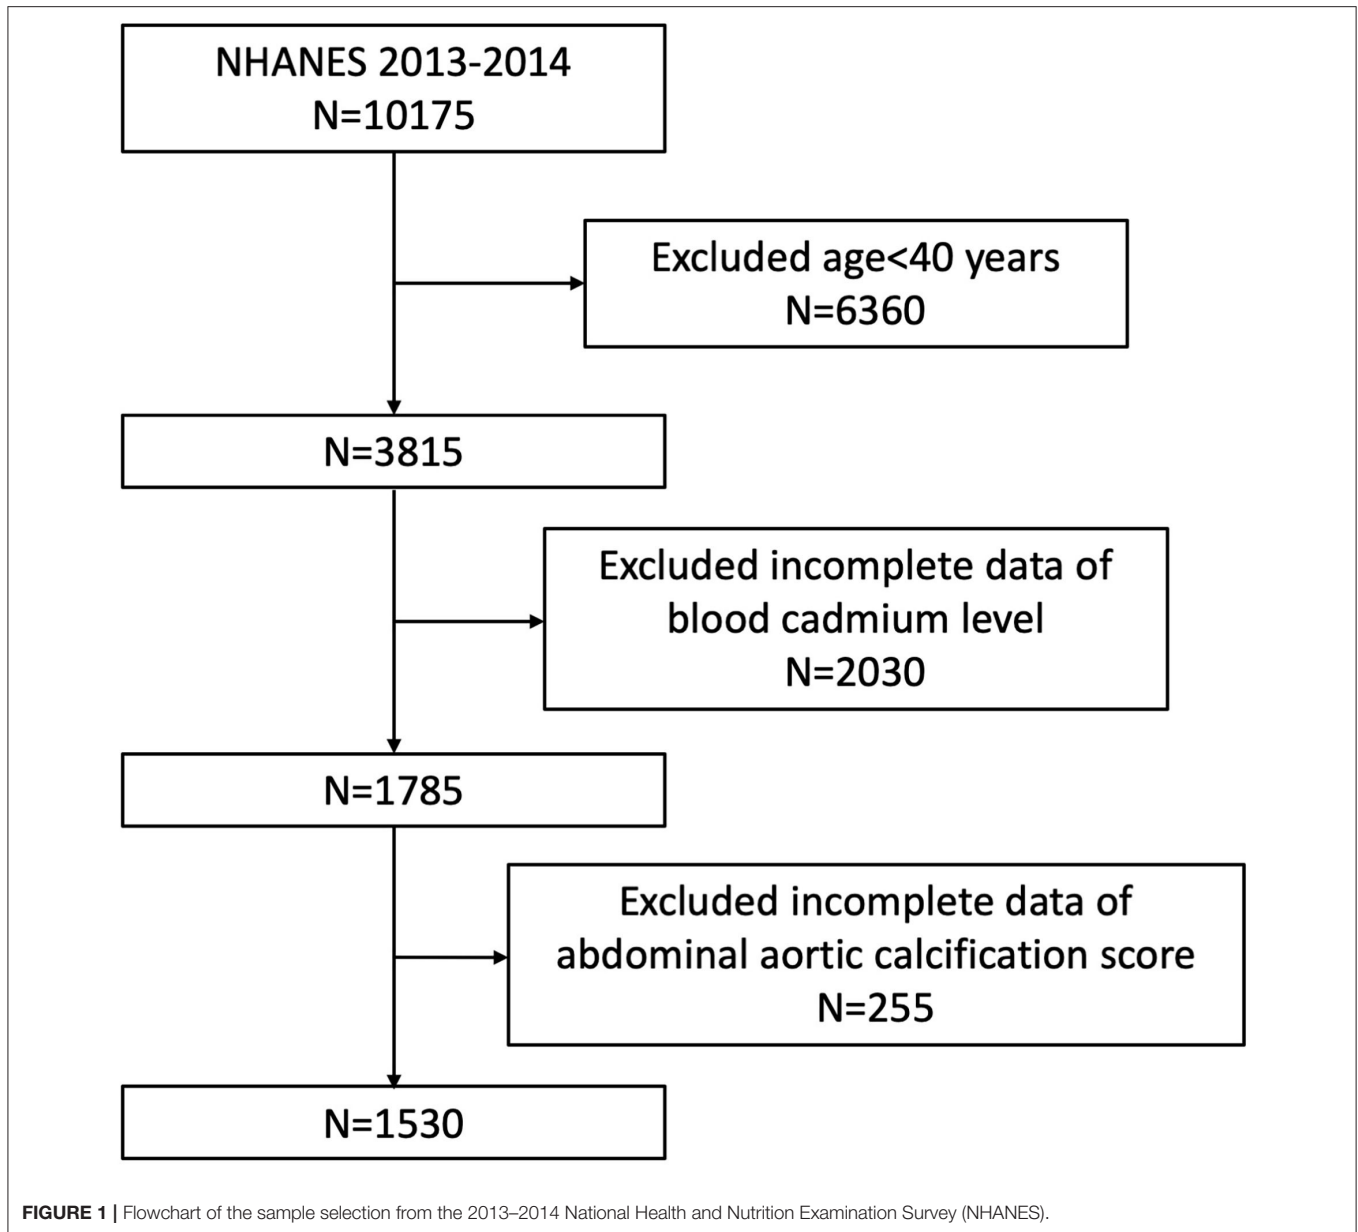 NHANES 2013-2014
N=10175
Excluded age<40 years
N=6360
N=3815
Excluded incomplete data of
blood cadmium level
N=2030
N=1785
Excluded incomplete data of
abdominal aortic calcification score
N=255
N=1530
FIGURE 1 | Flowchart of the sample selection from the 2013–2014 National Health and Nutrition Examination Survey (NHANES).